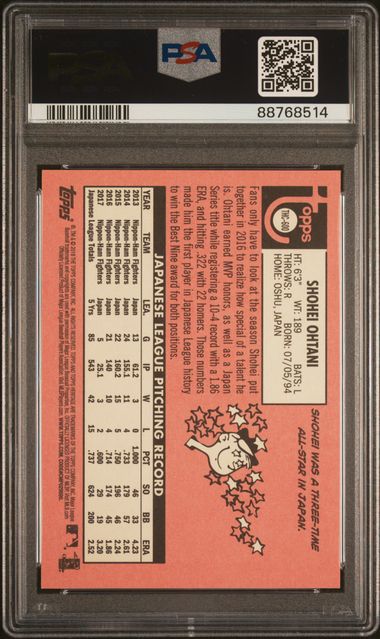 PSA
88768514
topps
THC-600
SHOHEI OHTANI
HT: 6'3" WT: 189 BATS: L
THROWS: R BORN: 07/05/94
HOME: OSHU, JAPAN
Fans only have to look at the season Shohei put
together in 2016 to realize how special of a talent he
is. Ohtani earned MVP honors, as well as a Japan
Series title while registering a 10-4 record with a 1.86
ERA, and hitting .322 with 22 homers. Those numbers
made him the first player in Japanese League history
to win the Best Nine award for both positions.
SHOHEI WAS A THREE-TIME
ALL-STAR IN JAPAN.
JAPANESE LEAGUE PITCHING RECORD
YEAR TEAM LEA. G IP W L PCT SO BB ERA
2013 Nippon-Ham Fighters Japan 13 61.2 3 0 1.000 46 33 4.23
2014 Nippon-Ham Fighters Japan 24 155.1 11 4 .733 179 57 2.61
2015 Nippon-Ham Fighters Japan 22 160.2 15 5 .750 196 46 2.24
2016 Nippon-Ham Fighters Japan 21 140 10 4 .714 174 45 1.86
2017 Nippon-Ham Fighters Japan 5 25.1 3 2 .600 29 19 3.20
Japanese League Totals 5 Yrs. 85 543 42 15 .737 624 200 2.52
topps